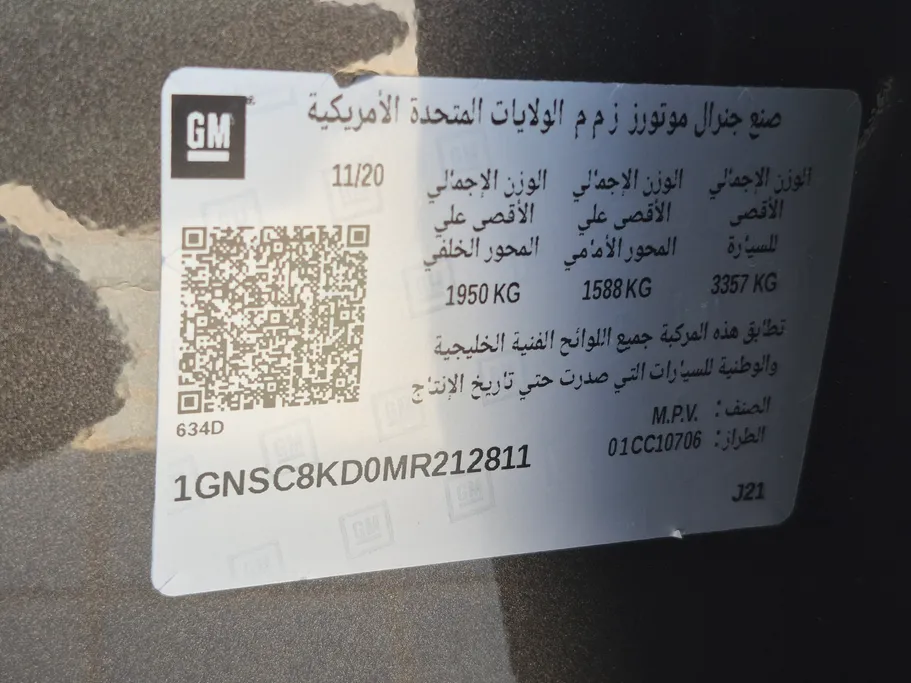 GM
صنع جنرال موتورز ز م م الولايات المتحدة الأمريكية
11/20
الوزن الإجمالي الوزن الإجمالي الوزن الإجمالي
الأقصى الأقصى علي الأقصى علي
للسيارة المحور الأمامي المحور الخلفي
3357 KG 1588 KG 1950 KG
تطابق هذه المركبة جميع اللوائح الفنية الخليجية
والوطنية للسيارات التي صدرت حتي تاريخ الإنتاج
الصنف: M.P.V.
الطراز: 01CC10706
634D
1GNSC8KD0MR212811
J21